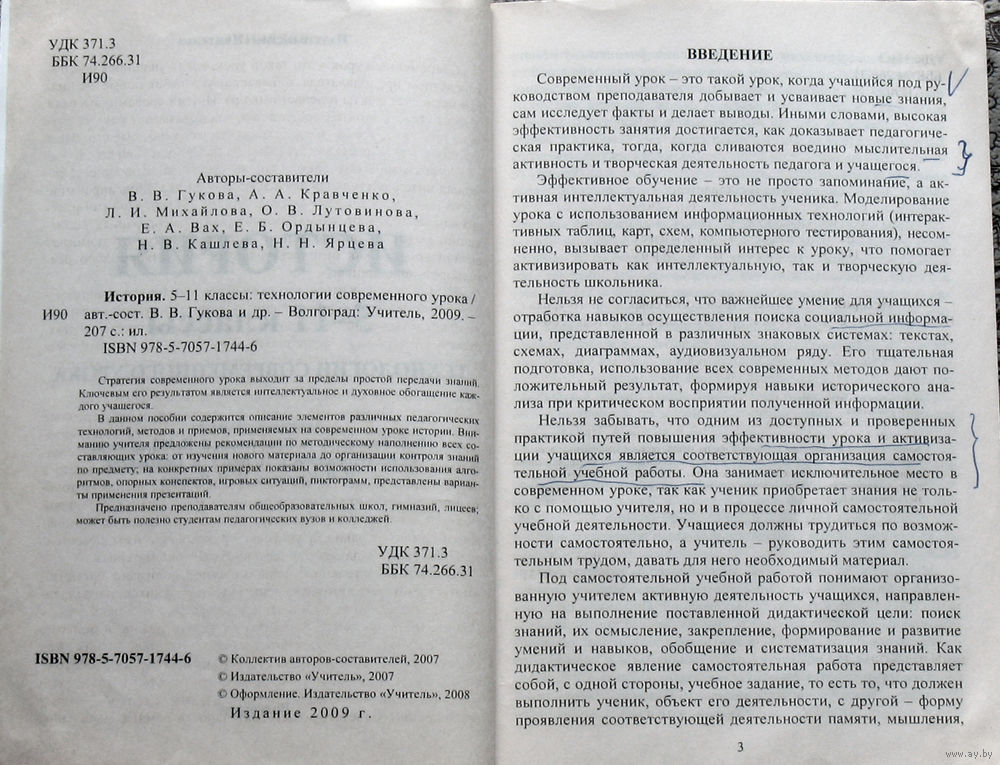 УДК 371.3
ББК 74.266.31
И90
Авторы-составители
В. В. Гукова, А. А. Кравченко,
Л. И. Михайлова, О. В. Лутовинова,
Е. А. Вах, Е. Б. Ордынцева,
Н. В. Кашлева, Н. Н. Ярцева
История. 5–11 классы: технологии современного урока /
И90 авт.-сост. В. В. Гукова и др. – Волгоград: Учитель, 2009. –
207 с.: ил.
ISBN 978-5-7057-1744-6
Стратегия современного урока выходит за пределы простой передачи знаний.
Ключевым его результатом является интеллектуальное и духовное обогащение каж-
дого учащегося.
В данном пособии содержится описание элементов различных педагогических
технологий, методов и приемов, применяемых на современном уроке истории. Вни-
манию учителя предложены рекомендации по методическому наполнению всех со-
ставляющих урока: от изучения нового материала до организации контроля знаний
по предмету; на конкретных примерах показаны возможности использования алго-
ритмов, опорных конспектов, игровых ситуаций, пиктограмм, представлены вариан-
ты применения презентаций.
Предназначено преподавателям общеобразовательных школ, гимназий, лицеев;
может быть полезно студентам педагогических вузов и колледжей.
УДК 371.3
ББК 74.266.31
ISBN 978-5-7057-1744-6
© Коллектив авторов-составителей, 2007
© Издательство «Учитель», 2007
© Оформление. Издательство «Учитель», 2008
Издание 2009 г.
ВВЕДЕНИЕ
Современный урок – это такой урок, когда учащийся под ру-
ководством преподавателя добывает и усваивает новые знания,
сам исследует факты и делает выводы. Иными словами, высокая
эффективность занятия достигается, как доказывает педагогиче-
ская практика, тогда, когда сливаются воедино мыслительная
активность и творческая деятельность педагога и учащегося.
Эффективное обучение – это не просто запоминание, а ак-
тивная интеллектуальная деятельность ученика. Моделирование
урока с использованием информационных технологий (интерак-
тивных таблиц, карт, схем, компьютерного тестирования), несом-
ненно, вызывает определенный интерес к уроку, что помогает
активизировать как интеллектуальную, так и творческую дея-
тельность школьника.
Нельзя не согласиться, что важнейшее умение для учащихся –
отработка навыков осуществления поиска социальной информа-
ции, представленной в различных знаковых системах: текстах,
схемах, диаграммах, аудиовизуальном ряду. Его тщательная
подготовка, использование всех современных методов дают по-
ложительный результат, формируя навыки исторического ана-
лиза при критическом восприятии полученной информации.
Нельзя забывать, что одним из доступных и проверенных
практикой путей повышения эффективности урока и активиза-
ции учащихся является соответствующая организация самостоя-
тельной учебной работы. Она занимает исключительное место в
современном уроке, так как ученик приобретает знания не толь-
ко с помощью учителя, но и в процессе личной самостоятельной
учебной деятельности. Учащиеся должны трудиться по возмож-
ности самостоятельно, а учитель – руководить этим самостоя-
тельным трудом, давать для него необходимый материал.
Под самостоятельной учебной работой понимают организо-
ванную учителем активную деятельность учащихся, направлен-
ную на выполнение поставленной дидактической цели: поиск
знаний, их осмысление, закрепление, формирование и развитие
умений и навыков, обобщение и систематизация знаний. Как
дидактическое явление самостоятельная работа представляет
собой, с одной стороны, учебное задание, то есть то, что должен
выполнить ученик, объект его деятельности, с другой – форму
проявления соответствующей деятельности памяти, мышления,
3
www.ay.by